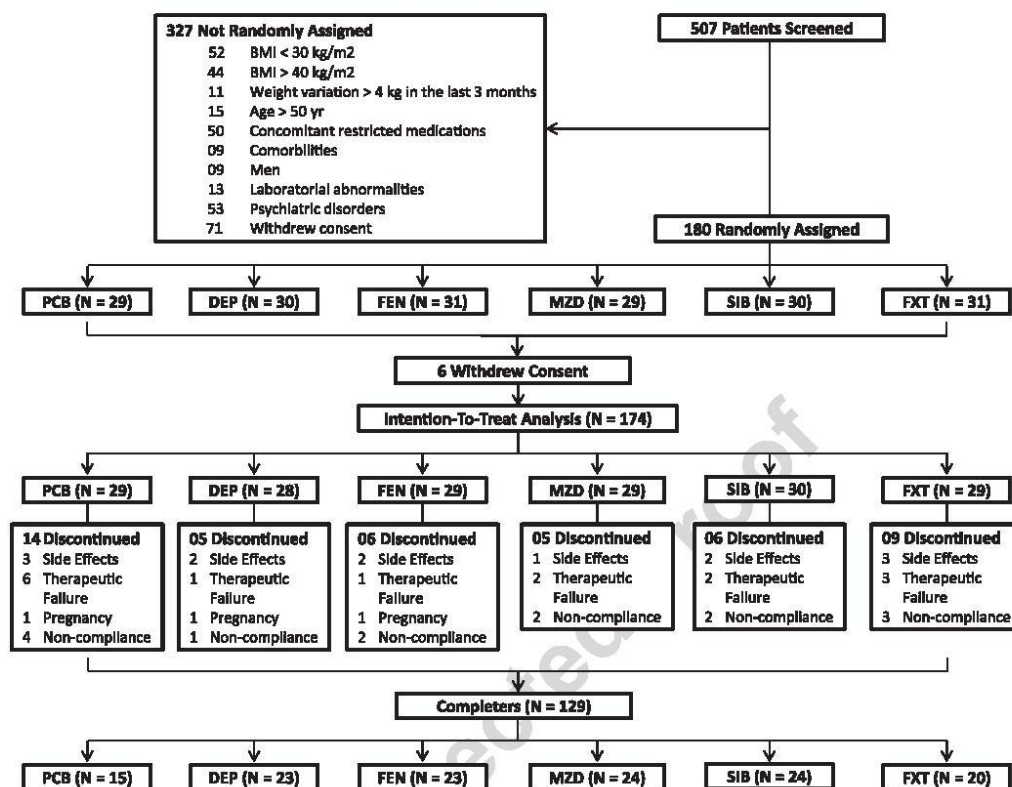 507 Patients Screened
327 Not Randomly Assigned
52 BMI < 30 kg/m2
44 BMI > 40 kg/m2
11 Weight variation > 4 kg in the last 3 months
15 Age > 50 yr
50 Concomitant restricted medications
09 Comorbilities
09 Men
13 Laboratorial abnormalities
53 Psychiatric disorders
71 Withdrew consent
180 Randomly Assigned
PCB (N = 29)
DEP (N = 30)
FEN (N = 31)
MZD (N = 29)
SIB (N = 30)
FXT (N = 31)
6 Withdrew Consent
Intention-To-Treat Analysis (N = 174)
PCB (N = 29)
DEP (N = 28)
FEN (N = 29)
MZD (N = 29)
SIB (N = 30)
FXT (N = 29)
14 Discontinued
3 Side Effects
6 Therapeutic
Failure
1 Pregnancy
4 Non-compliance
05 Discontinued
2 Side Effects
1 Therapeutic
Failure
1 Pregnancy
1 Non-compliance
06 Discontinued
2 Side Effects
1 Therapeutic
Failure
1 Pregnancy
2 Non-compliance
05 Discontinued
1 Side Effects
2 Therapeutic
Failure
2 Non-compliance
06 Discontinued
2 Side Effects
2 Therapeutic
Failure
2 Non-compliance
09 Discontinued
3 Side Effects
3 Therapeutic
Failure
3 Non-compliance
Completers (N = 129)
PCB (N = 15)
DEP (N = 23)
FEN (N = 23)
MZD (N = 24)
SIB (N = 24)
FXT (N = 20)